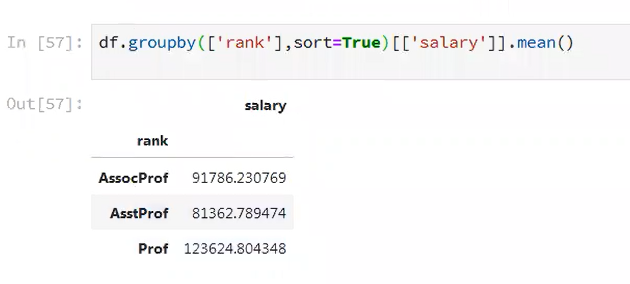 In [57]: df.groupby(['rank'],sort=True)[['salary']].mean()
Out[57]:
salary
rank
AssocProf 91786.230769
AsstProf 81362.789474
Prof 123624.804348